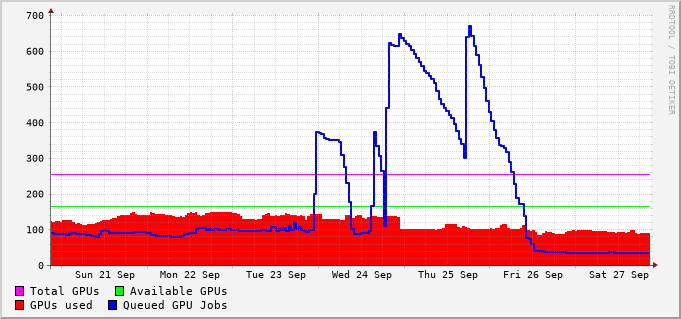 700
600
500
400
300
200
100
0
Sun 21 Sep Mon 22 Sep Tue 23 Sep Wed 24 Sep Thu 25 Sep Fri 26 Sep Sat 27 Sep
Total GPUs Available GPUs
GPUs used Queued GPU Jobs
RRDTOOL / TOBI OETIKER